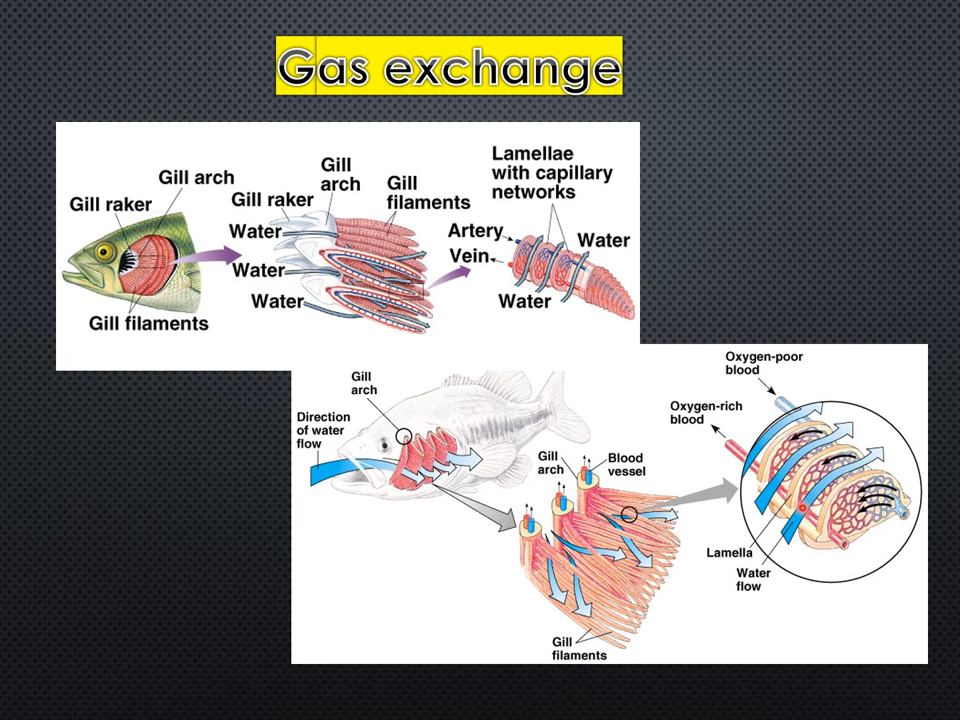 Gas exchange
Gill arch
Gill raker
Gill filaments
Gill
arch
Gill raker
Gill
filaments
Water
Water
Water
Lamellae
with capillary
networks
Artery
Vein
Water
Water
Gill
arch
Direction
of water
flow
Gill
arch
Blood
vessel
Gill
filaments
Oxygen-poor
blood
Oxygen-rich
blood
Lamella
Water
flow